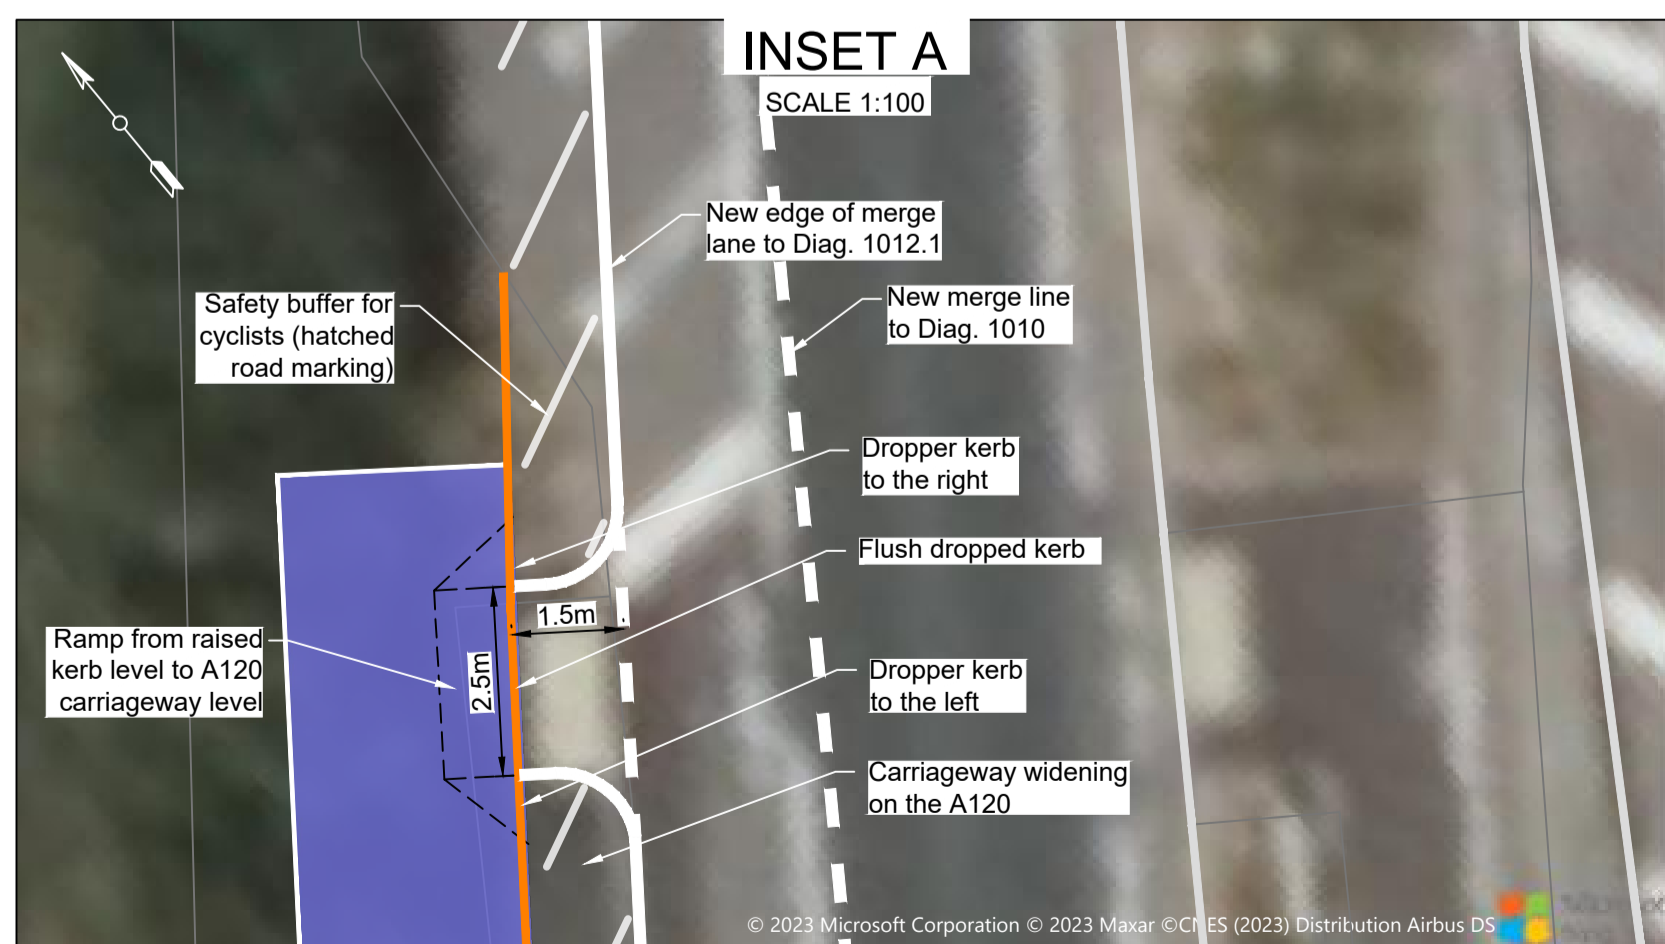 INSET A
SCALE 1:100
New edge of merge
lane to Diag. 1012.1
New merge line
to Diag. 1010
Safety buffer for
cyclists (hatched
road marking)
Dropper kerb
to the right
Flush dropped kerb
1.5m
2.5m
Ramp from raised
kerb level to A120
carriageway level
Dropper kerb
to the left
Carriageway widening
on the A120
© 2023 Microsoft Corporation © 2023 Maxar ©CNES (2023) Distribution Airbus DS